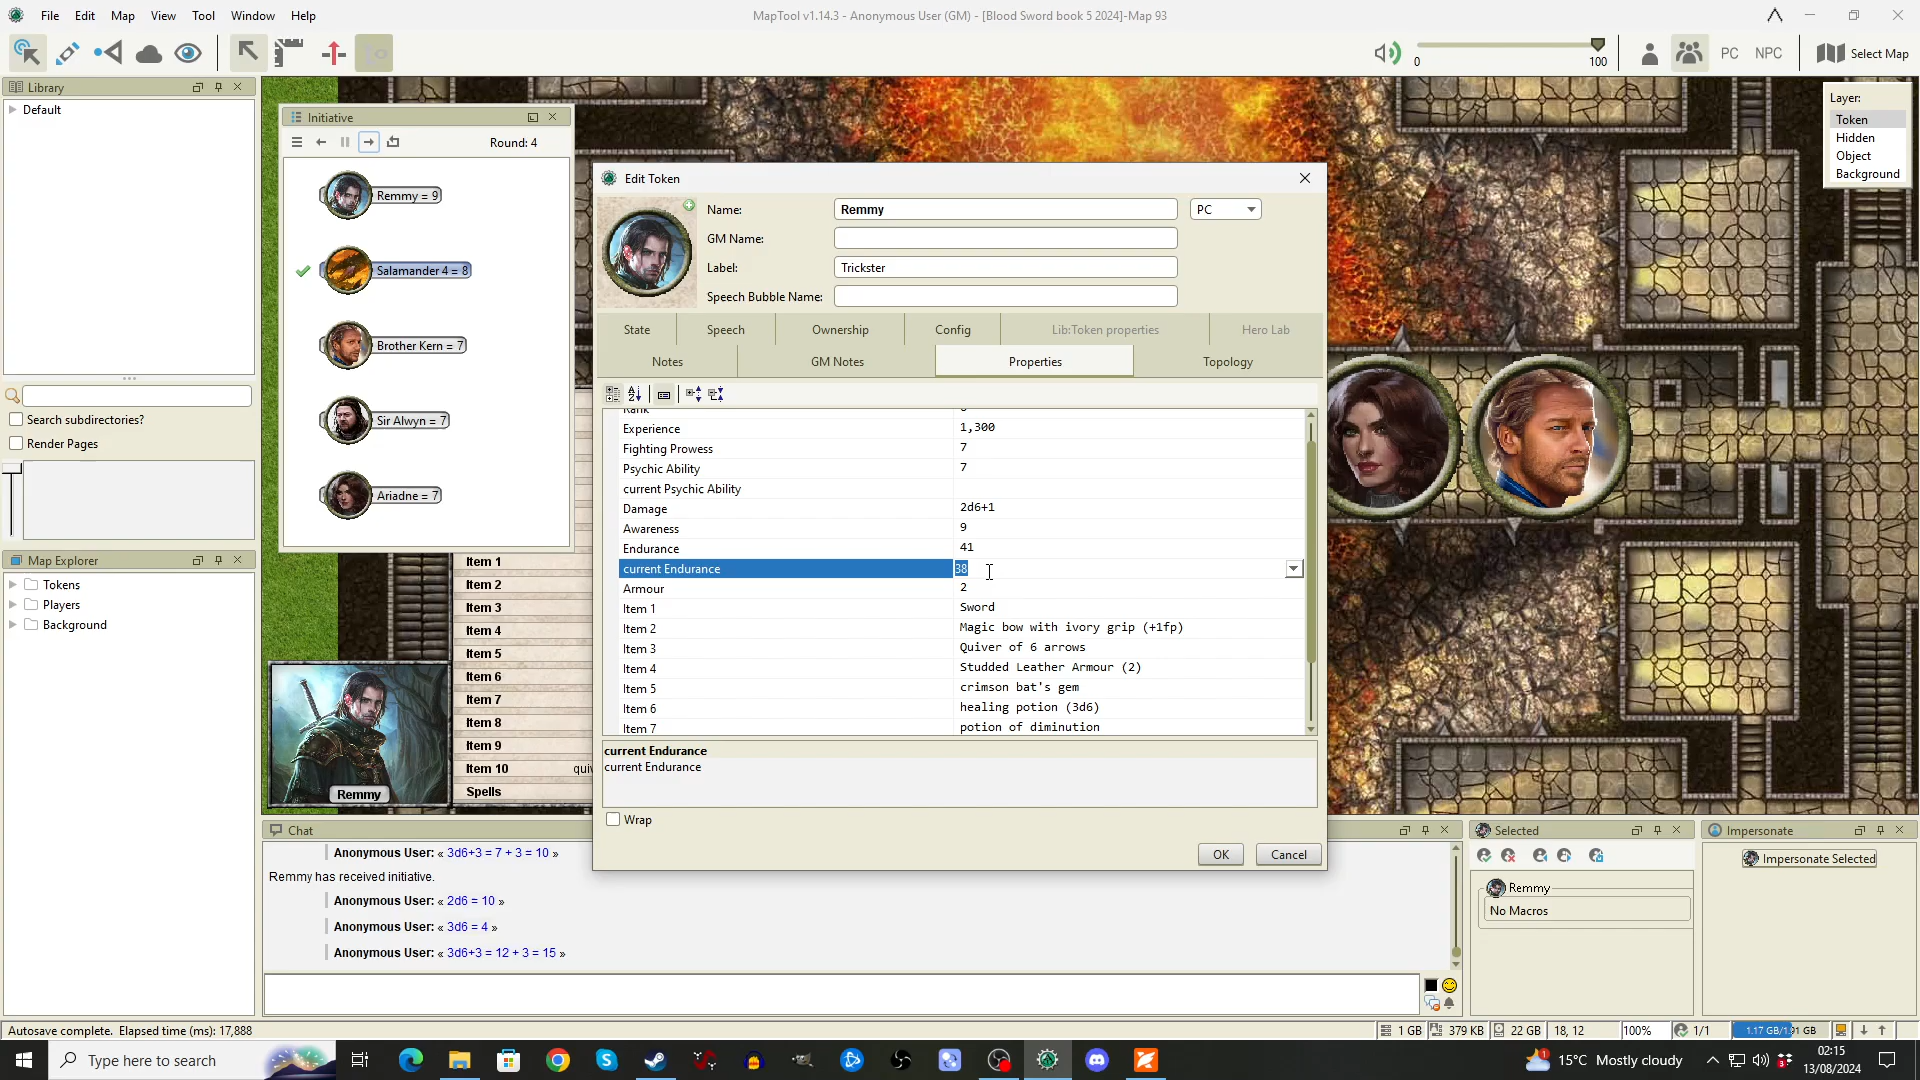 File Edit Map View Tool Window Help
MapTool v1.14.3 - Anonymous User (GM) - [Blood Sword book 5 2024]-Map 93
0 100
PC NPC
Select Map
Library
Default
Search subdirectories?
Render Pages
Map Explorer
Tokens
Players
Background
Initiative
Round: 4
Remmy = 9
Salamander 4 = 8
Brother Kern = 7
Sir Alwyn = 7
Ariadne = 7
Item 1
Item 2
Item 3
Item 4
Item 5
Item 6
Item 7
Item 8
Item 9
Item 10
Spells
Remmy
Edit Token
Name: Remmy PC
GM Name:
Label: Trickster
Speech Bubble Name:
State Speech Ownership Config Lib:Token properties Hero Lab
Notes GM Notes Properties Topology
Rank
Experience 1,300
Fighting Prowess 7
Psychic Ability 7
current Psychic Ability
Damage 2d6+1
Awareness 9
Endurance 41
current Endurance 38
Armour 2
Item 1 Sword
Item 2 Magic bow with ivory grip (+1fp)
Item 3 Quiver of 6 arrows
Item 4 Studded Leather Armour (2)
Item 5 crimson bat's gem
Item 6 healing potion (3d6)
Item 7 potion of diminution
current Endurance
current Endurance
Wrap
OK Cancel
Layer:
Token
Hidden
Object
Background
Chat
Anonymous User: « 3d6+3 = 7 + 3 = 10 »
Remmy has received initiative.
Anonymous User: « 2d6 = 10 »
Anonymous User: « 3d6 = 4 »
Anonymous User: « 3d6+3 = 12 + 3 = 15 »
Selected
Remmy
No Macros
Impersonate
Impersonate Selected
Autosave complete. Elapsed time (ms): 17,888
1 GB 379 KB 22 GB 18, 12 100% 1/1 1.17 GB/1.91 GB
Type here to search
15°C Mostly cloudy
02:15
13/08/2024